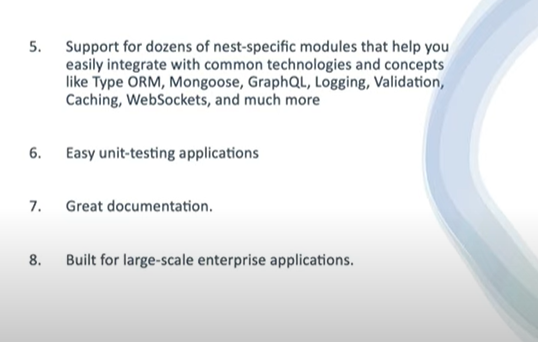 5. Support for dozens of nest-specific modules that help you
easily integrate with common technologies and concepts
like Type ORM, Mongoose, GraphQL, Logging, Validation,
Caching, WebSockets, and much more
6. Easy unit-testing applications
7. Great documentation.
8. Built for large-scale enterprise applications.